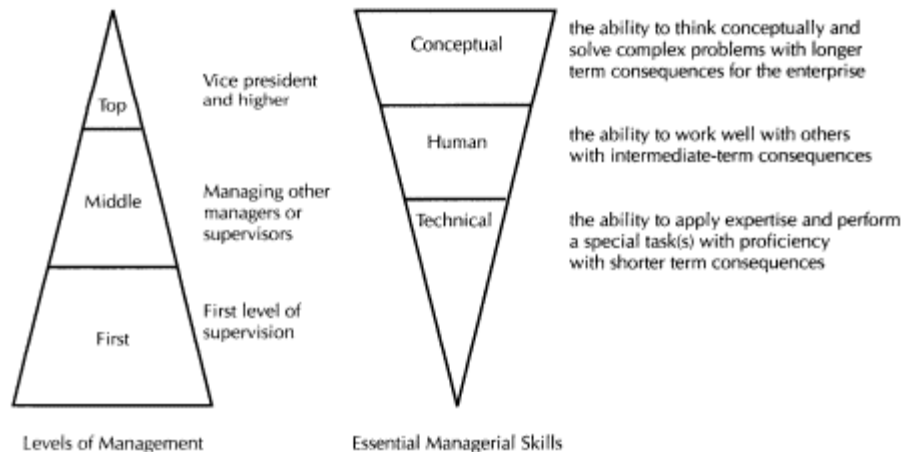 Top
Vice president
and higher
Middle
Managing other
managers or
supervisors
First
First level of
supervision
Levels of Management
Conceptual
the ability to think conceptually and
solve complex problems with longer
term consequences for the enterprise
Human
the ability to work well with others
with intermediate-term consequences
Technical
the ability to apply expertise and perform
a special task(s) with proficiency
with shorter term consequences
Essential Managerial Skills